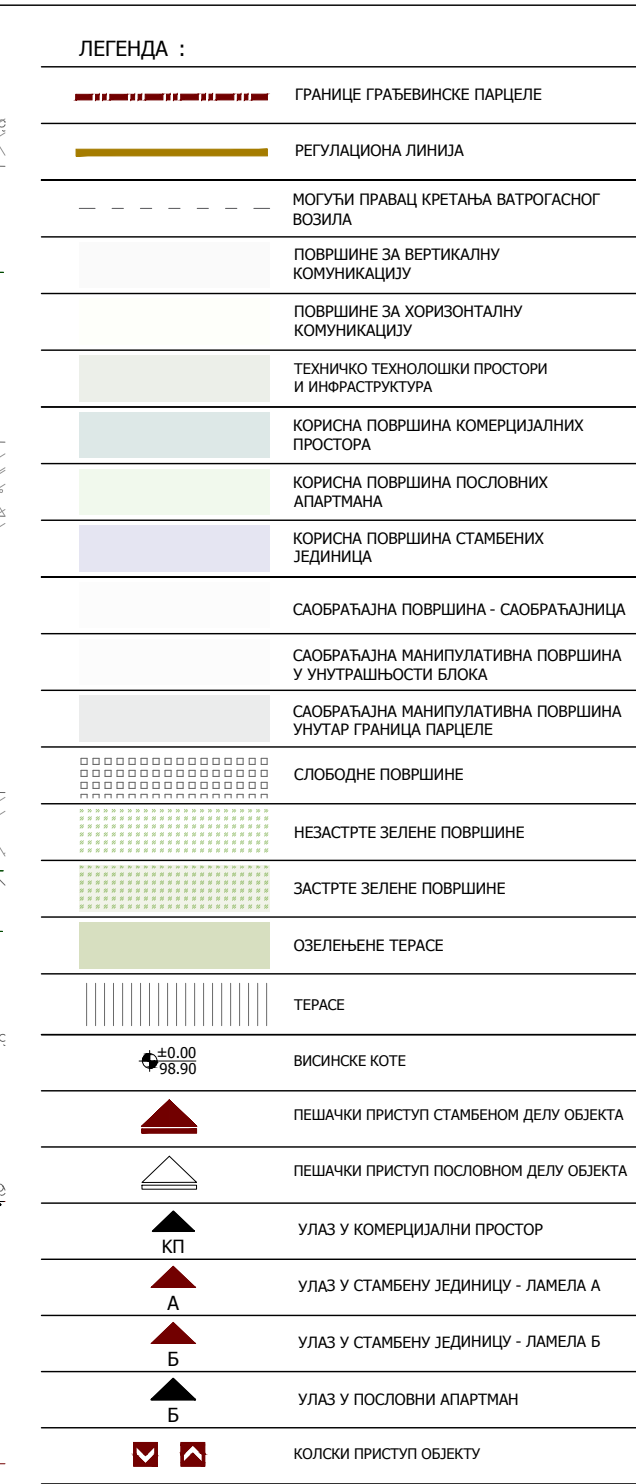 ЛЕГЕНДА :
ГРАНИЦЕ ГРАЂЕВИНСКЕ ПАРЦЕЛЕ
РЕГУЛАЦИОНА ЛИНИЈА
МОГУЋИ ПРАВАЦ КРЕТАЊА ВАТРОГАСНОГ
ВОЗИЛА
ПОВРШИНЕ ЗА ВЕРТИКАЛНУ
КОМУНИКАЦИЈУ
ПОВРШИНЕ ЗА ХОРИЗОНТАЛНУ
КОМУНИКАЦИЈУ
ТЕХНИЧКО ТЕХНОЛОШКИ ПРОСТОРИ
И ИНФРАСТРУКТУРА
КОРИСНА ПОВРШИНА КОМЕРЦИЈАЛНИХ
ПРОСТОРА
КОРИСНА ПОВРШИНА ПОСЛОВНИХ
АПАРТМАНА
КОРИСНА ПОВРШИНА СТАМБЕНИХ
ЈЕДИНИЦА
САОБРАЋАЈНА ПОВРШИНА - САОБРАЋАЈНИЦА
САОБРАЋАЈНА МАНИПУЛАТИВНА ПОВРШИНА
У УНУТРАШЊОСТИ БЛОКА
САОБРАЋАЈНА МАНИПУЛАТИВНА ПОВРШИНА
УНУТАР ГРАНИЦА ПАРЦЕЛЕ
СЛОБОДНЕ ПОВРШИНЕ
НЕЗАСТРТЕ ЗЕЛЕНЕ ПОВРШИНЕ
ЗАСТРТЕ ЗЕЛЕНЕ ПОВРШИНЕ
ОЗЕЛЕЊЕНЕ ТЕРАСЕ
ТЕРАСЕ
±0.00
98.90
ВИСИНСКЕ КОТЕ
ПЕШАЧКИ ПРИСТУП СТАМБЕНОМ ДЕЛУ ОБЈЕКТА
ПЕШАЧКИ ПРИСТУП ПОСЛОВНОМ ДЕЛУ ОБЈЕКТА
КП
УЛАЗ У КОМЕРЦИЈАЛНИ ПРОСТОР
А
УЛАЗ У СТАМБЕНУ ЈЕДИНИЦУ - ЛАМЕЛА А
Б
УЛАЗ У СТАМБЕНУ ЈЕДИНИЦУ - ЛАМЕЛА Б
Б
УЛАЗ У ПОСЛОВНИ АПАРТМАН
КОЛСКИ ПРИСТУП ОБЈЕКТУ